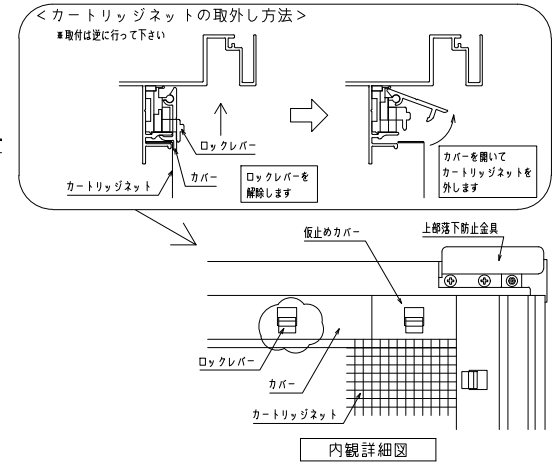 ＜カートリッジネットの取外し方法＞
※取付は逆に行って下さい
ロックレバー
カバー
カートリッジネット
ロックレバーを
解除します
カバーを開いて
カートリッジネットを
外します
仮止めカバー
上部落下防止金具
ロックレバー
カバー
カートリッジネット
内観詳細図